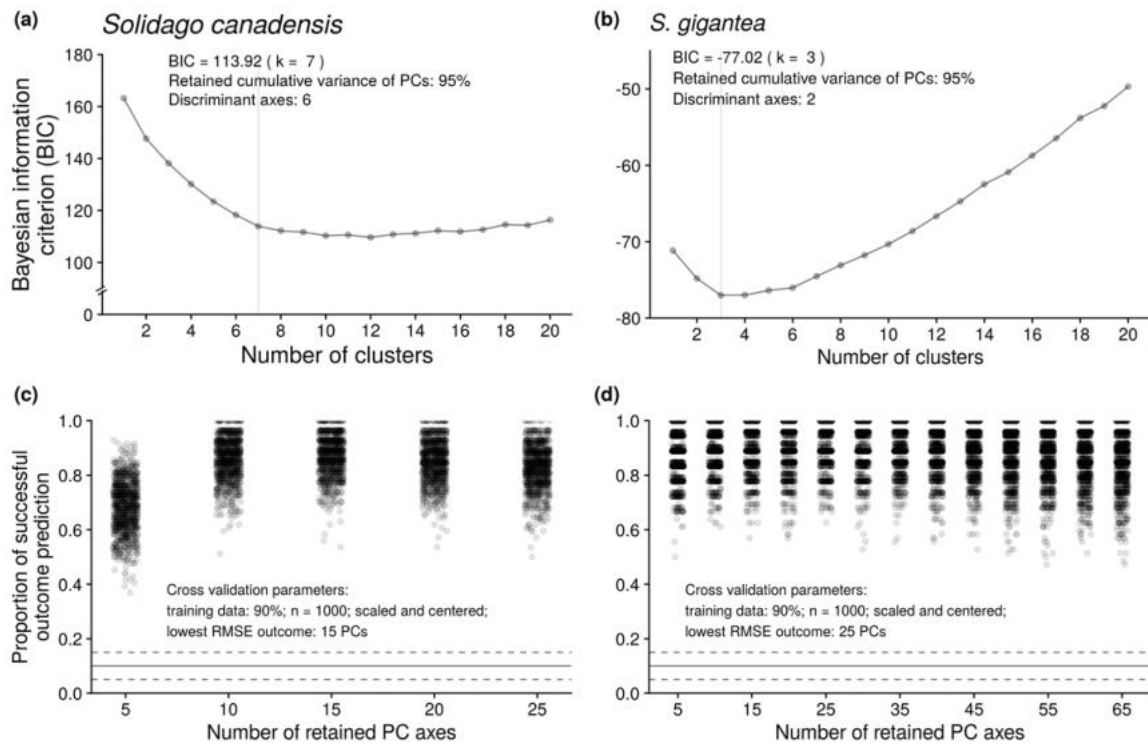 (a) Solidago canadensis
BIC = 113.92 ( k = 7 )
Retained cumulative variance of PCs: 95%
Discriminant axes: 6
Bayesian information
criterion (BIC)
180
160
140
120
100
0
2 4 6 8 10 12 14 16 18 20
Number of clusters
(b) S. gigantea
BIC = -77.02 ( k = 3 )
Retained cumulative variance of PCs: 95%
Discriminant axes: 2
-50
-60
-70
-80
2 4 6 8 10 12 14 16 18 20
Number of clusters
(c)
Proportion of successful
outcome prediction
1.0
0.8
0.6
0.4
0.2
0.0
Cross validation parameters:
training data: 90%; n = 1000; scaled and centered;
lowest RMSE outcome: 15 PCs
5 10 15 20 25
Number of retained PC axes
(d)
1.0
0.8
0.6
0.4
0.2
0.0
Cross validation parameters:
training data: 90%; n = 1000; scaled and centered;
lowest RMSE outcome: 25 PCs
5 15 25 35 45 55 65
Number of retained PC axes